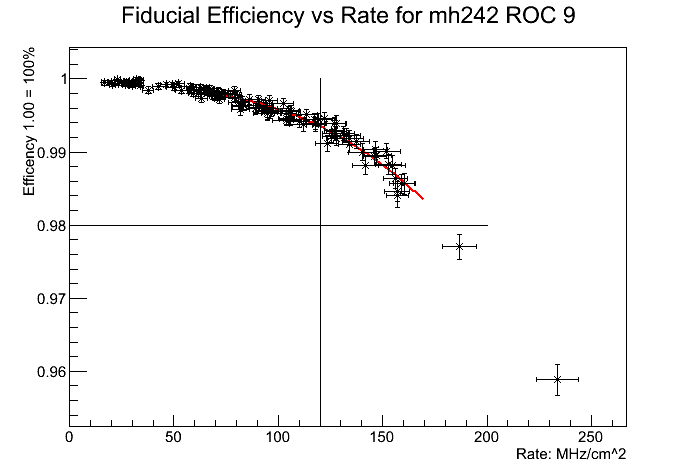 Fiducial Efficiency vs Rate for mh242 ROC 9
Efficency 1.00 = 100%
1
0.99
0.98
0.97
0.96
0 50 100 150 200 250
Rate: MHz/cm^2